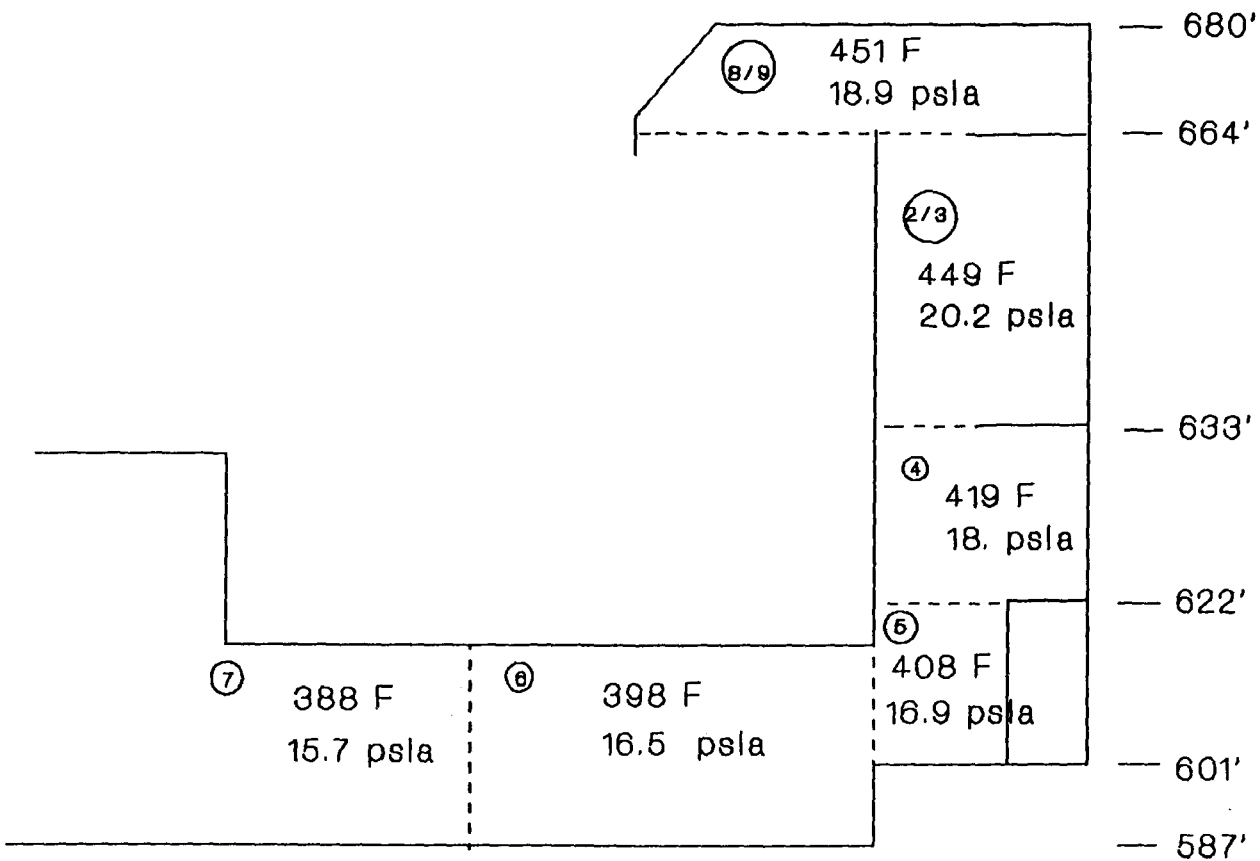 680'
8/9
451 F
18.9 psia
664'
2/3
449 F
20.2 psia
633'
4
419 F
18. psia
622'
5
408 F
16.9 psia
7
388 F
15.7 psia
6
398 F
16.5 psia
601'
587'